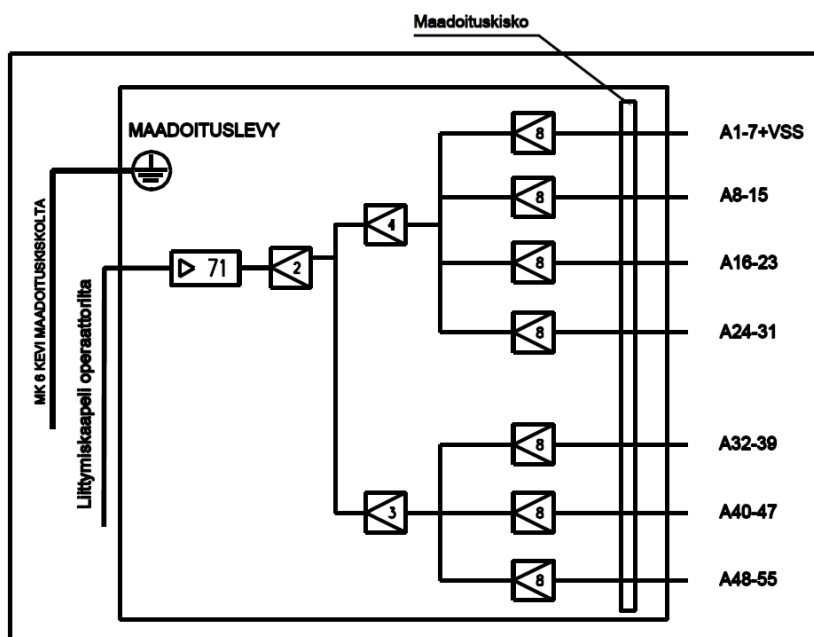 Maadoituskisko
MAADOITUSLEVY
MK 6 KEVI MAADOITUSKISKOLTA
Liittymiskaapeli operaattorilta
71
2
4
3
8
8
8
8
8
8
8
A1-7+VSS
A8-15
A16-23
A24-31
A32-39
A40-47
A48-55